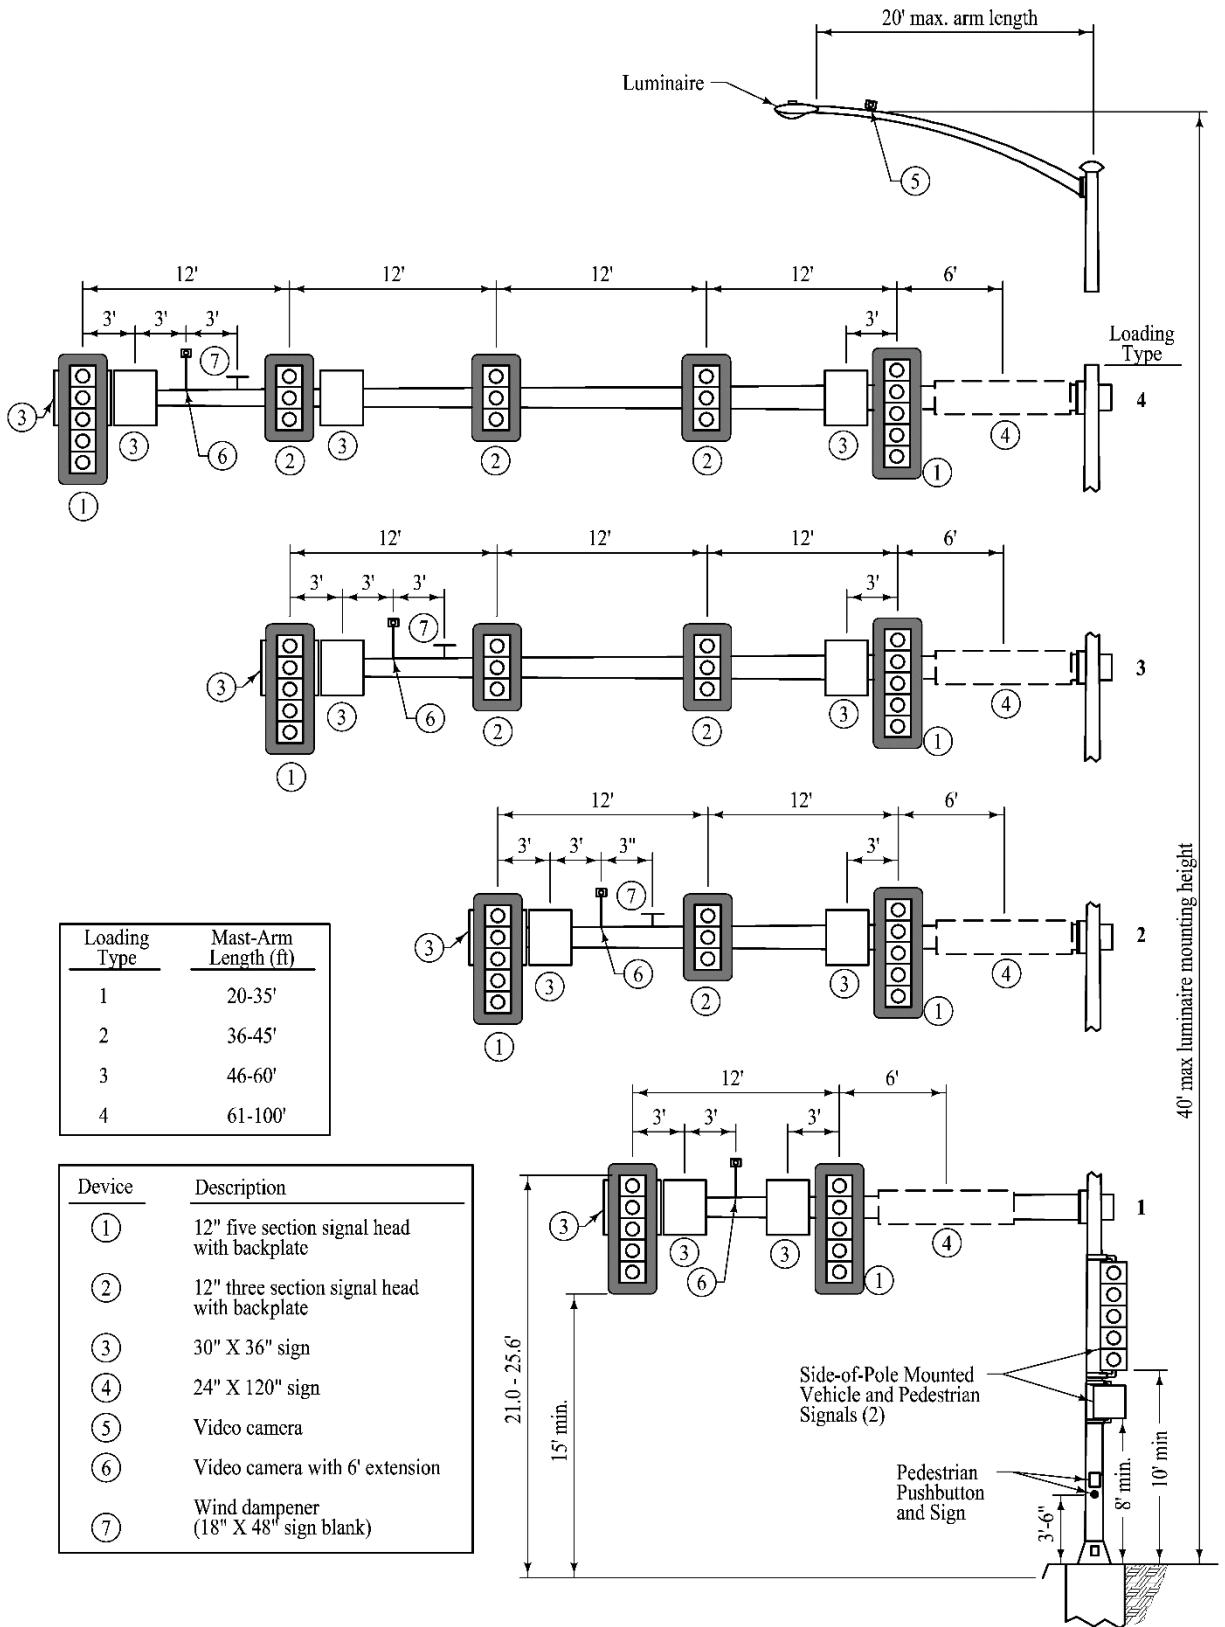 20' max. arm length
Luminaire
5
12' 12' 12' 12' 6'
3' 3' 3' 3'
Loading
Type
7
3 3 6 2 3 2 2 3 4 4
1 1
12' 12' 12' 6'
3' 3' 3' 3'
7
3 3 6 2 2 3 4 3
1 1
12' 12' 6'
3' 3' 3" 3'
7
3 3 6 2 3 4 2
1 1
40' max luminaire mounting height
Loading Type Mast-Arm Length (ft)
1 20-35'
2 36-45'
3 46-60'
4 61-100'
12' 6'
3' 3' 3'
3 3 6 3 4 1
1
21.0 - 25.6'
15' min.
Device Description
1 12" five section signal head
with backplate
2 12" three section signal head
with backplate
3 30" X 36" sign
4 24" X 120" sign
5 Video camera
6 Video camera with 6' extension
7 Wind dampener
(18" X 48" sign blank)
Side-of-Pole Mounted
Vehicle and Pedestrian
Signals (2)
Pedestrian
Pushbutton
and Sign
3'-6"
8' min.
10' min